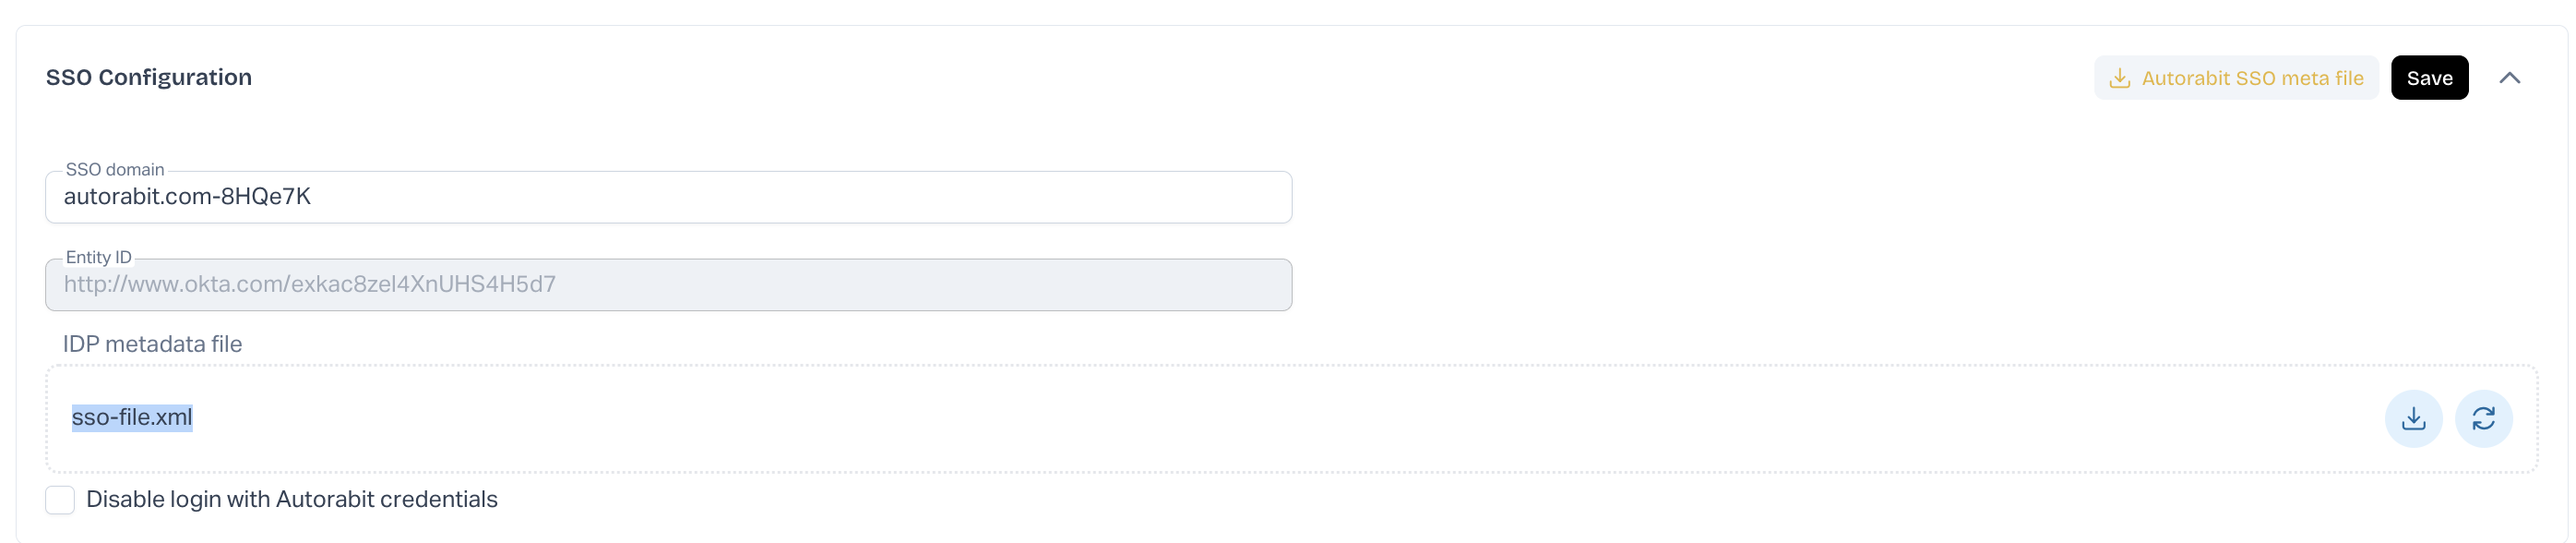 SSO Configuration
Autorabit SSO meta file
Save
SSO domain
autorabit.com-8HQe7K
Entity ID
http://www.okta.com/exkac8zel4XnUHS4H5d7
IDP metadata file
sso-file.xml
Disable login with Autorabit credentials